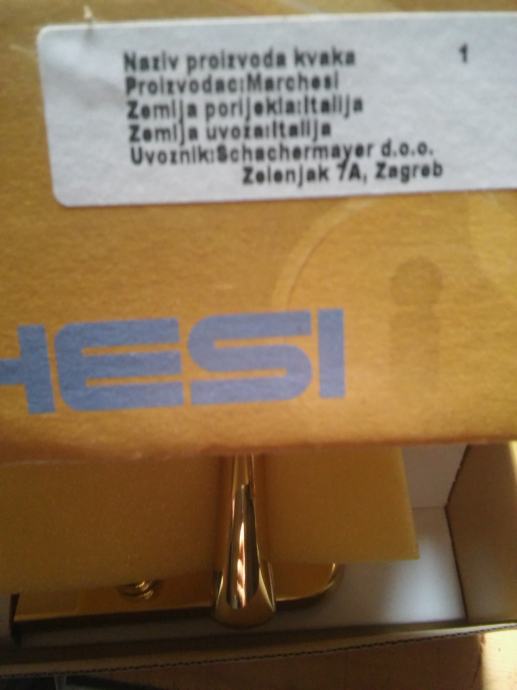 Naziv proizvoda kvaka 1
Proizvodac:Marchesi
Zemlja porijekla:Italija
Zemlja uvoza:Italija
Uvoznik:Schachermayer d.o.o.
Zelenjak 7A, Zagreb
HESI